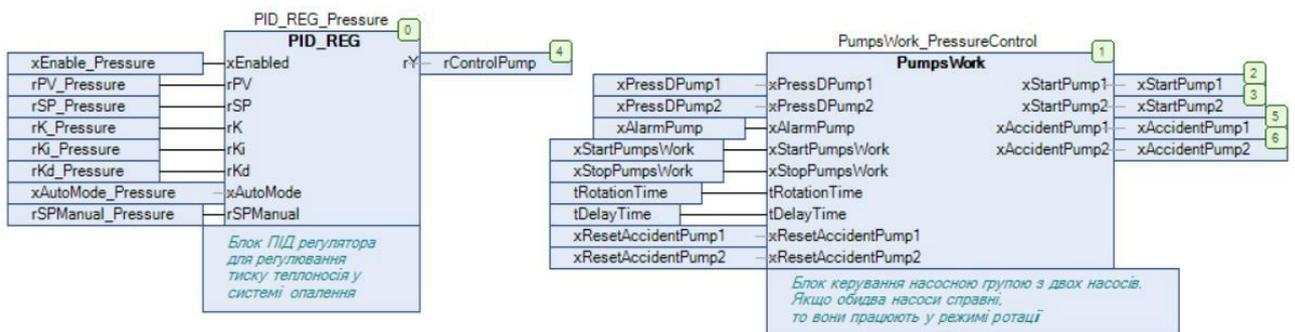 PID_REG_Pressure
0
PID_REG
xEnable_Pressure xEnabled rY rControlPump 4
rPV_Pressure rPV
rSP_Pressure rSP
rK_Pressure rK
rKi_Pressure rKi
rKd_Pressure rKd
xAutoMode_Pressure xAutoMode
rSPManual_Pressure rSPManual
Блок ПІД регулятора
для регулювання
тиску теплоносія у
системі опалення
PumpsWork_PressureControl
1
PumpsWork
xPressDPump1 xPressDPump1 xStartPump1 xStartPump1 2
xPressDPump2 xPressDPump2 xStartPump2 xStartPump2 3
xAlarmPump xAlarmPump xAccidentPump1 xAccidentPump1 5
xStartPumpsWork xStartPumpsWork xAccidentPump2 xAccidentPump2 6
xStopPumpsWork xStopPumpsWork
tRotationTime tRotationTime
tDelayTime tDelayTime
xResetAccidentPump1 xResetAccidentPump1
xResetAccidentPump2 xResetAccidentPump2
Блок керування насосною групою з двох насосів.
Якщо обидва насоси справні,
то вони працюють у режимі ротації